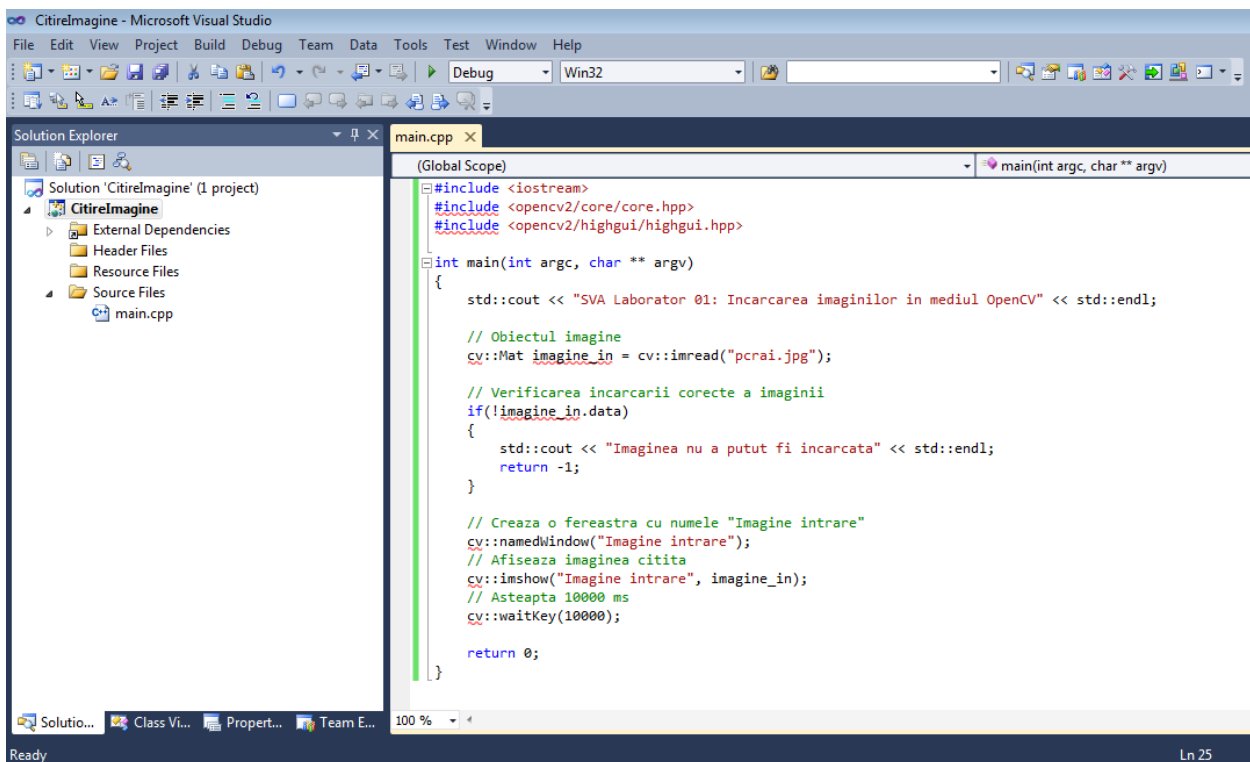 CitireImagine - Microsoft Visual Studio
File Edit View Project Build Debug Team Data Tools Test Window Help
Debug Win32
Solution Explorer
Solution 'CitireImagine' (1 project)
CitireImagine
External Dependencies
Header Files
Resource Files
Source Files
main.cpp
main.cpp
(Global Scope) main(int argc, char ** argv)
#include <iostream>
#include <opencv2/core/core.hpp>
#include <opencv2/highgui/highgui.hpp>
int main(int argc, char ** argv)
{
std::cout << "SVA Laborator 01: Incarcarea imaginilor in mediul OpenCV" << std::endl;
// Obiectul imagine
cv::Mat imagine_in = cv::imread("pcrai.jpg");
// Verificarea incarcarii corecte a imaginii
if(!imagine_in.data)
{
std::cout << "Imaginea nu a putut fi incarcata" << std::endl;
return -1;
}
// Creaza o fereastra cu numele "Imagine intrare"
cv::namedWindow("Imagine intrare");
// Afiseaza imaginea citita
cv::imshow("Imagine intrare", imagine_in);
// Asteapta 10000 ms
cv::waitKey(10000);
return 0;
}
Solutio... Class Vi... Propert... Team E...
100 %
Ready Ln 25